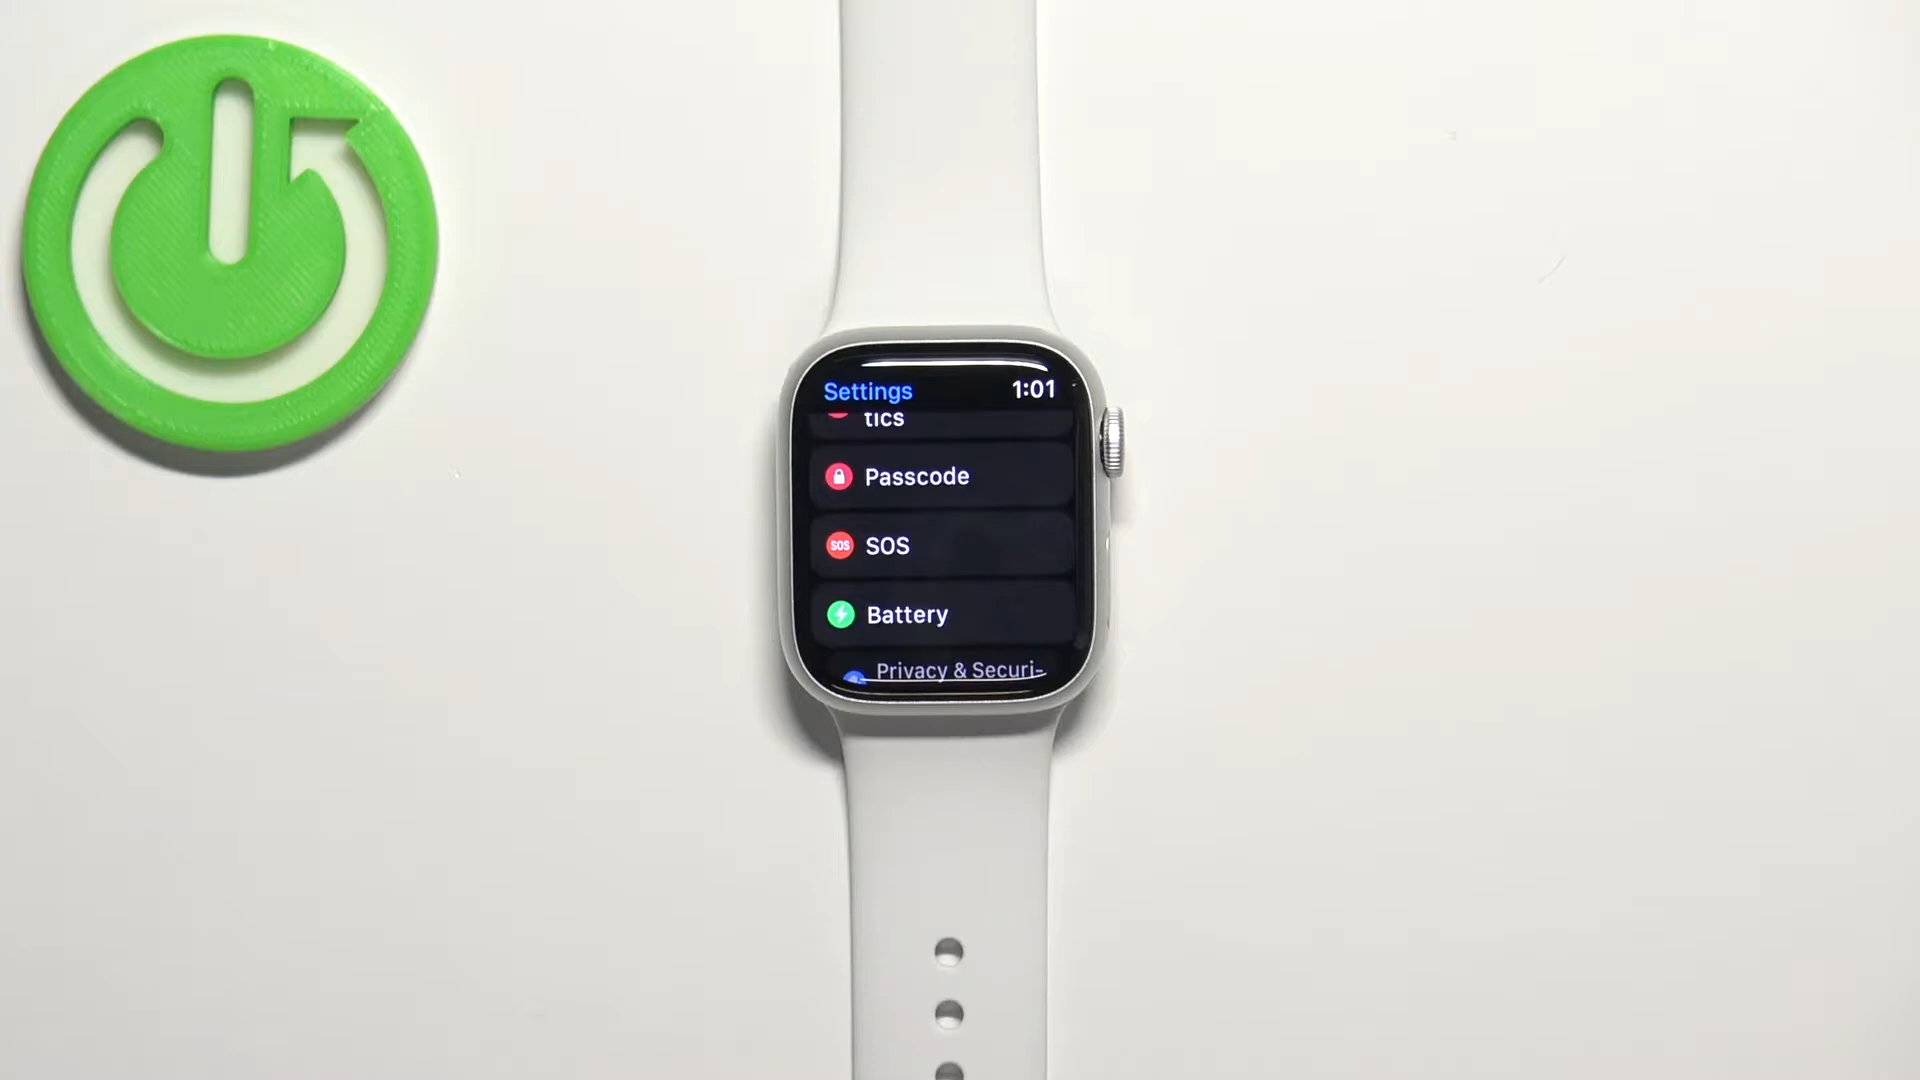 Settings 1:01
tics
Passcode
SOS SOS
Battery
Privacy & Securi-